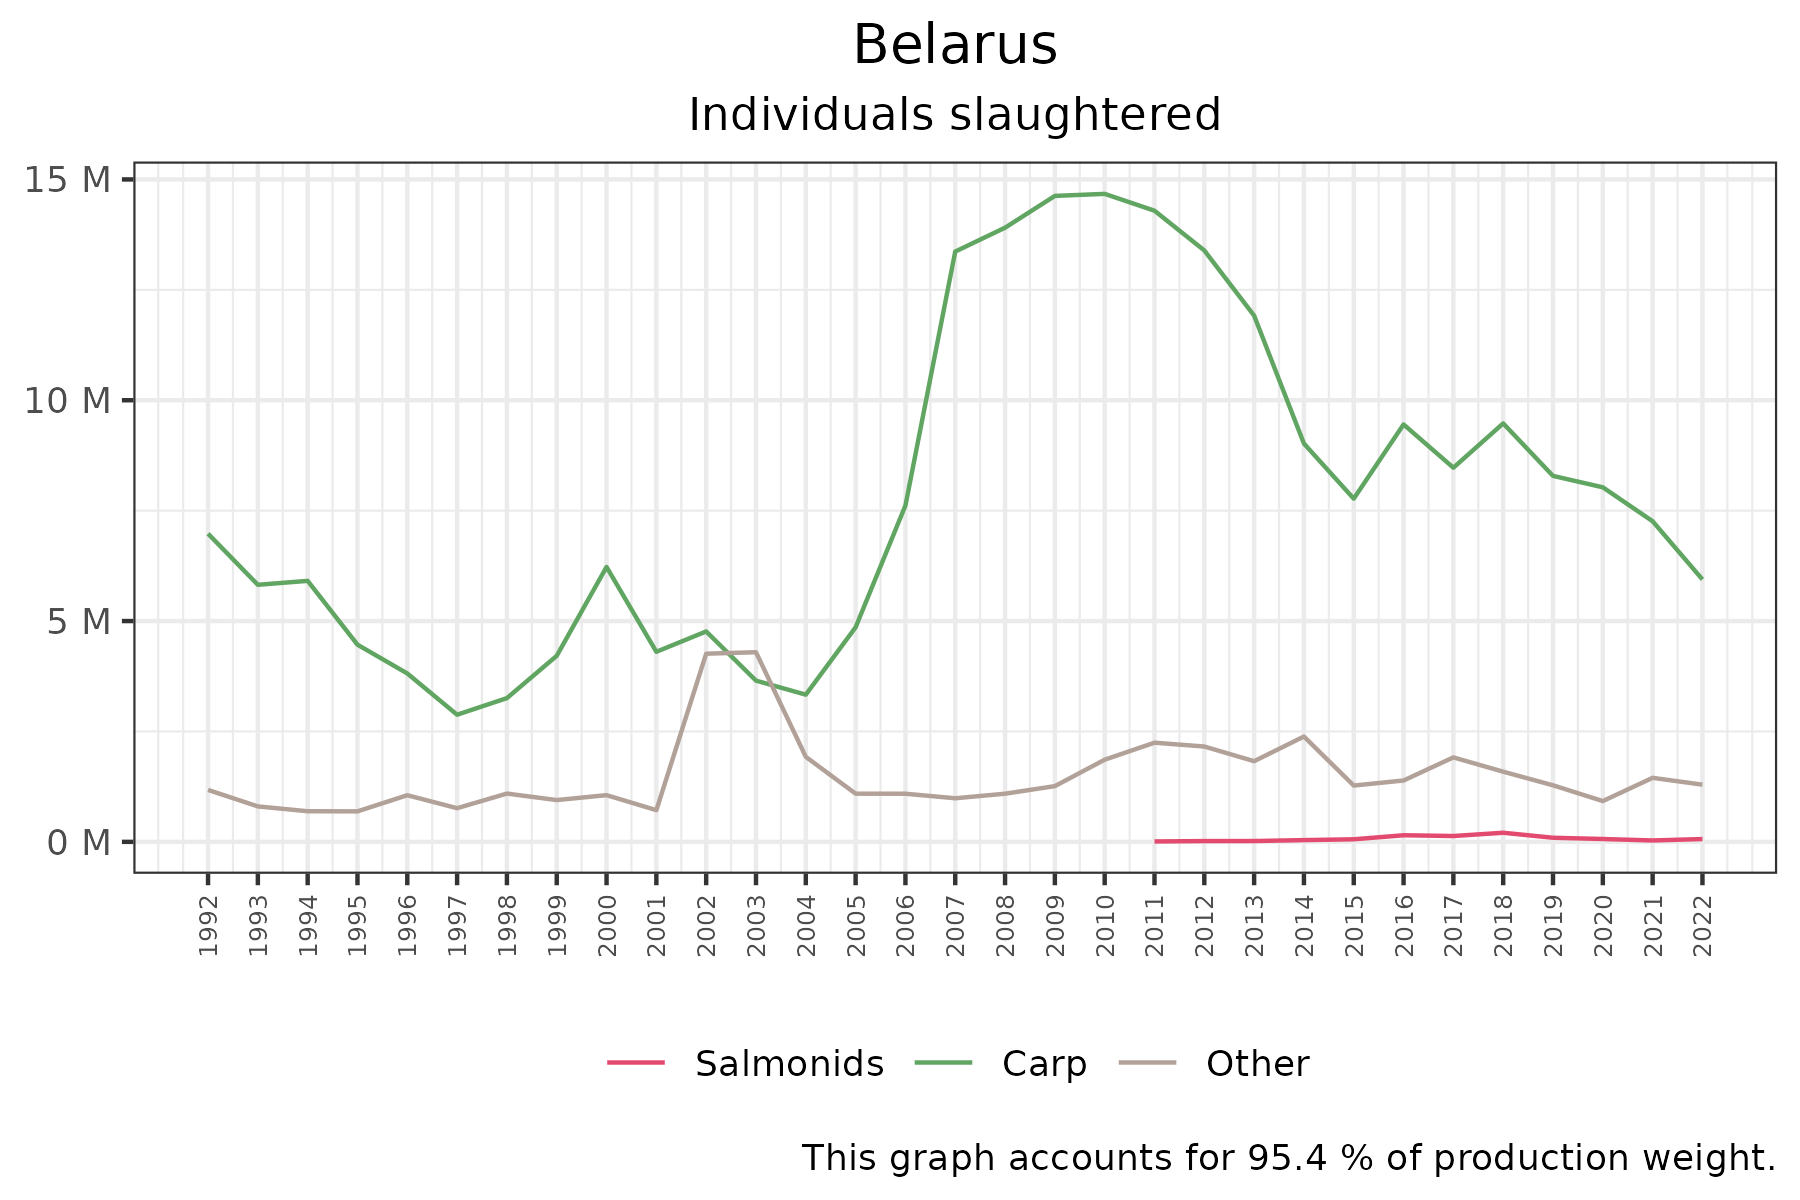 Belarus
Individuals slaughtered
15 M
10 M
5 M
0 M
1992 1993 1994 1995 1996 1997 1998 1999 2000 2001 2002 2003 2004 2005 2006 2007 2008 2009 2010 2011 2012 2013 2014 2015 2016 2017 2018 2019 2020 2021 2022
Salmonids Carp Other
This graph accounts for 95.4 % of production weight.